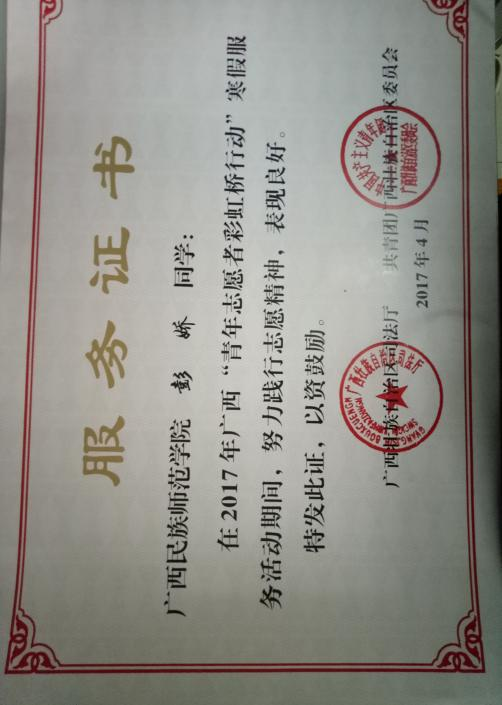 服务证书
广西民族师范学院 彭娇 同学：
在2017年广西“青年志愿者彩虹桥行动”寒假服
务活动期间，努力践行志愿精神，表现良好。
特发此证，以资鼓励。
广西壮族自治区司法厅 共青团广西壮族自治区委员会
2017年4月